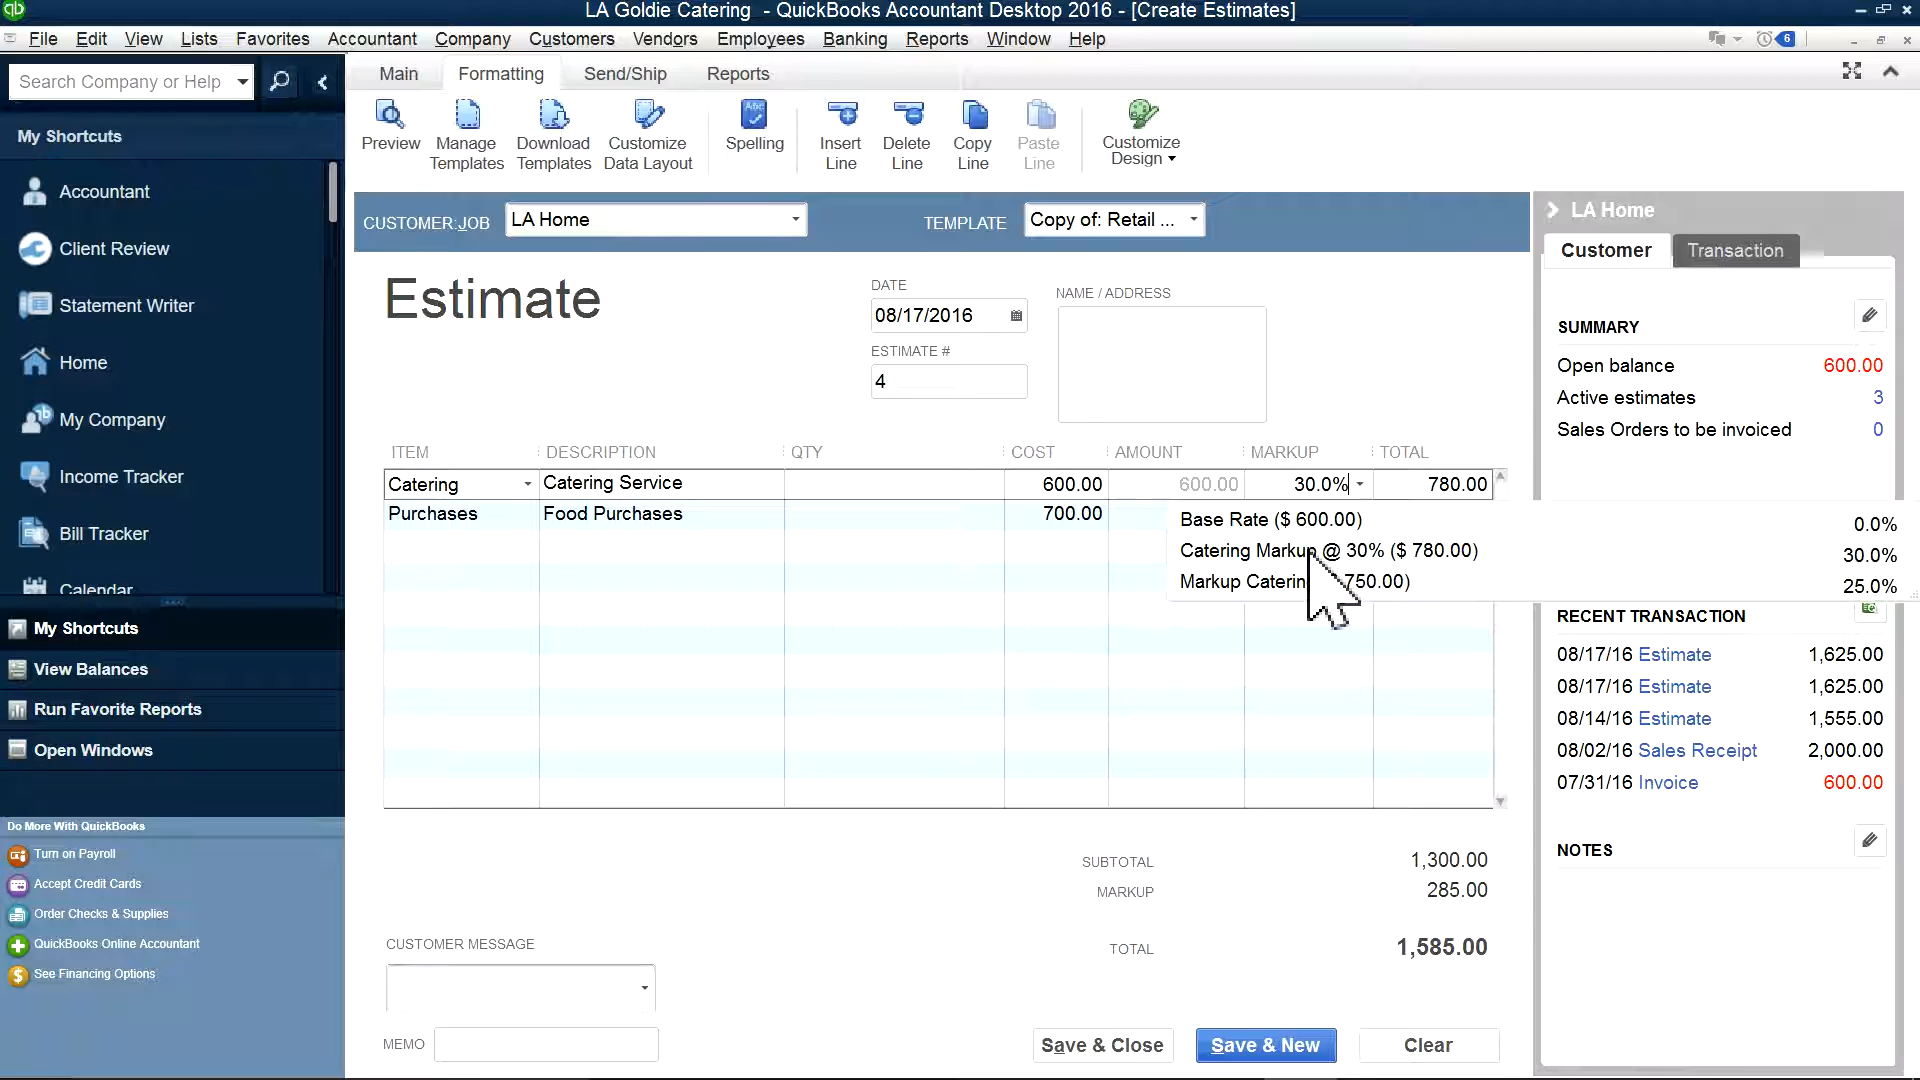 LA Goldie Catering - QuickBooks Accountant Desktop 2016 - [Create Estimates]
File Edit View Lists Favorites Accountant Company Customers Vendors Employees Banking Reports Window Help 6
Search Company or Help
Main Formatting Send/Ship Reports
Preview
Manage Templates
Download Templates
Customize Data Layout
Spelling
Insert Line
Delete Line
Copy Line
Paste Line
Customize Design
My Shortcuts
Accountant
Client Review
Statement Writer
Home
My Company
Income Tracker
Bill Tracker
Calendar
My Shortcuts
View Balances
Run Favorite Reports
Open Windows
Do More With QuickBooks
Turn on Payroll
Accept Credit Cards
Order Checks & Supplies
QuickBooks Online Accountant
See Financing Options
CUSTOMER:JOB LA Home TEMPLATE Copy of: Retail ...
Estimate
DATE
08/17/2016
ESTIMATE #
4
NAME / ADDRESS
ITEM DESCRIPTION QTY COST AMOUNT MARKUP TOTAL
Catering Catering Service 600.00 600.00 30.0% 780.00
Purchases Food Purchases 700.00
Base Rate ($ 600.00) 0.0%
Catering Markup @ 30% ($ 780.00) 30.0%
Markup Caterin 750.00) 25.0%
SUBTOTAL 1,300.00
MARKUP 285.00
TOTAL 1,585.00
CUSTOMER MESSAGE
MEMO
Save & Close Save & New Clear
LA Home
Customer Transaction
SUMMARY
Open balance 600.00
Active estimates 3
Sales Orders to be invoiced 0
RECENT TRANSACTION
08/17/16 Estimate 1,625.00
08/17/16 Estimate 1,625.00
08/14/16 Estimate 1,555.00
08/02/16 Sales Receipt 2,000.00
07/31/16 Invoice 600.00
NOTES